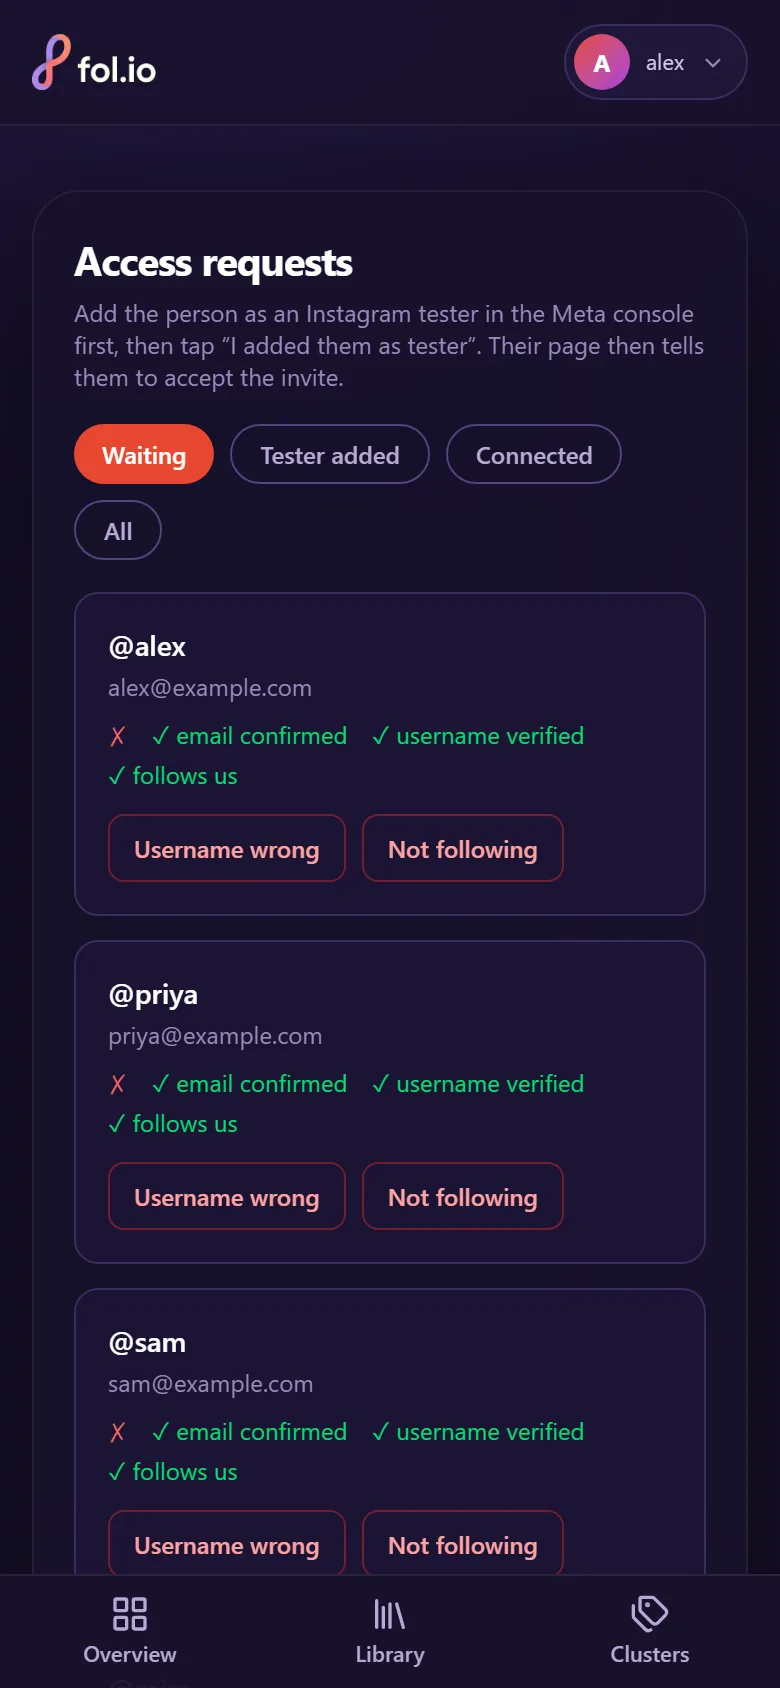 fol.io
A alex
Access requests
Add the person as an Instagram tester in the Meta console
first, then tap “I added them as tester”. Their page then tells
them to accept the invite.
Waiting Tester added Connected
All
@alex
alex@example.com
✗ ✓ email confirmed ✓ username verified
✓ follows us
Username wrong Not following
@priya
priya@example.com
✗ ✓ email confirmed ✓ username verified
✓ follows us
Username wrong Not following
@sam
sam@example.com
✗ ✓ email confirmed ✓ username verified
✓ follows us
Username wrong Not following
Overview Library Clusters